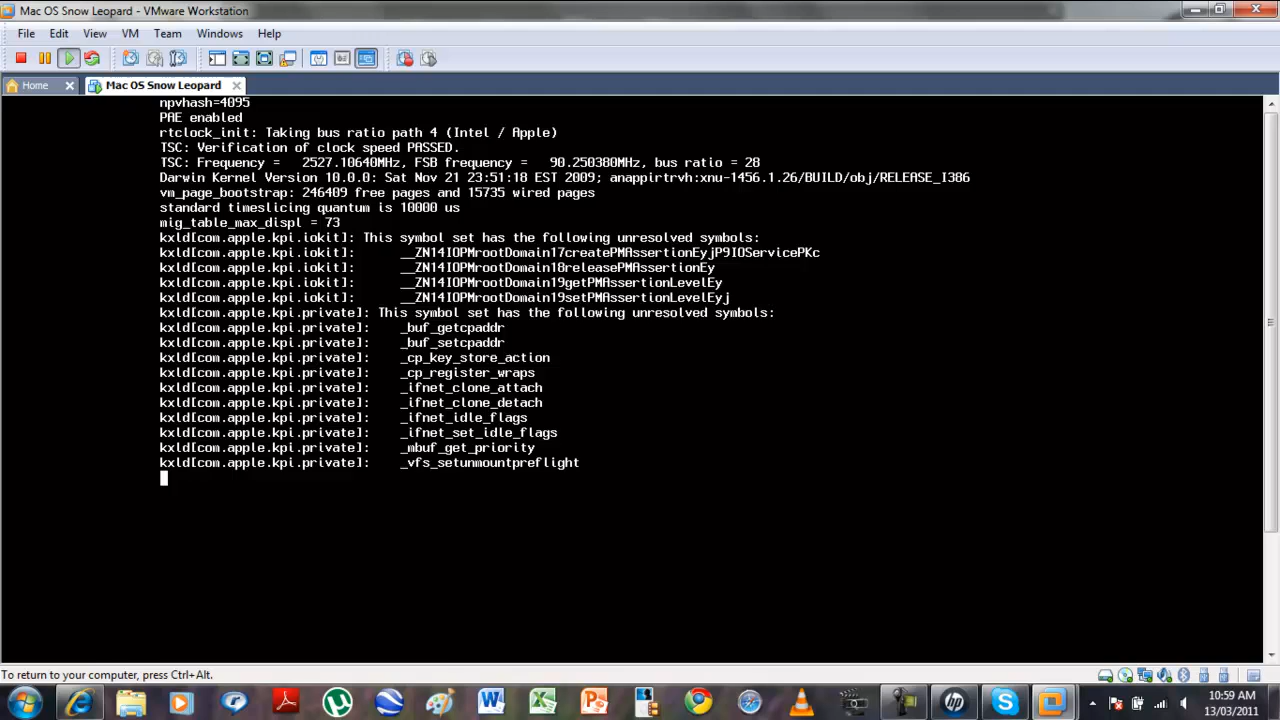 Mac OS Snow Leopard - VMware Workstation
File Edit View VM Team Windows Help
Home Mac OS Snow Leopard
npvhash=4095
PAE enabled
rtclock_init: Taking bus ratio path 4 (Intel / Apple)
TSC: Verification of clock speed PASSED.
TSC: Frequency = 2527.10640MHz, FSB frequency = 90.250380MHz, bus ratio = 28
Darwin Kernel Version 10.0.0: Sat Nov 21 23:51:18 EST 2009; anappirtrvh:xnu-1456.1.26/BUILD/obj/RELEASE_I386
vm_page_bootstrap: 246409 free pages and 15735 wired pages
standard timeslicing quantum is 10000 us
mig_table_max_displ = 73
kxld[com.apple.kpi.iokit]: This symbol set has the following unresolved symbols:
kxld[com.apple.kpi.iokit]: __ZN14IOPMrootDomain17createPMAssertionEyjP9IOServicePKc
kxld[com.apple.kpi.iokit]: __ZN14IOPMrootDomain18releasePMAssertionEy
kxld[com.apple.kpi.iokit]: __ZN14IOPMrootDomain19getPMAssertionLevelEy
kxld[com.apple.kpi.iokit]: __ZN14IOPMrootDomain19setPMAssertionLevelEyj
kxld[com.apple.kpi.private]: This symbol set has the following unresolved symbols:
kxld[com.apple.kpi.private]: _buf_getcpaddr
kxld[com.apple.kpi.private]: _buf_setcpaddr
kxld[com.apple.kpi.private]: _cp_key_store_action
kxld[com.apple.kpi.private]: _cp_register_wraps
kxld[com.apple.kpi.private]: _ifnet_clone_attach
kxld[com.apple.kpi.private]: _ifnet_clone_detach
kxld[com.apple.kpi.private]: _ifnet_idle_flags
kxld[com.apple.kpi.private]: _ifnet_set_idle_flags
kxld[com.apple.kpi.private]: _mbuf_get_priority
kxld[com.apple.kpi.private]: _vfs_setunmountpreflight
To return to your computer, press Ctrl+Alt.
10:59 AM
13/03/2011